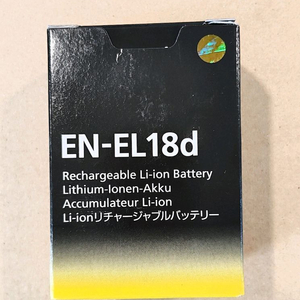 EN-EL18d
Rechargeable Li-ion Battery
Lithium-Ionen-Akku
Accumulateur Li-ion
Li-ionリチャージャブルバッテリー